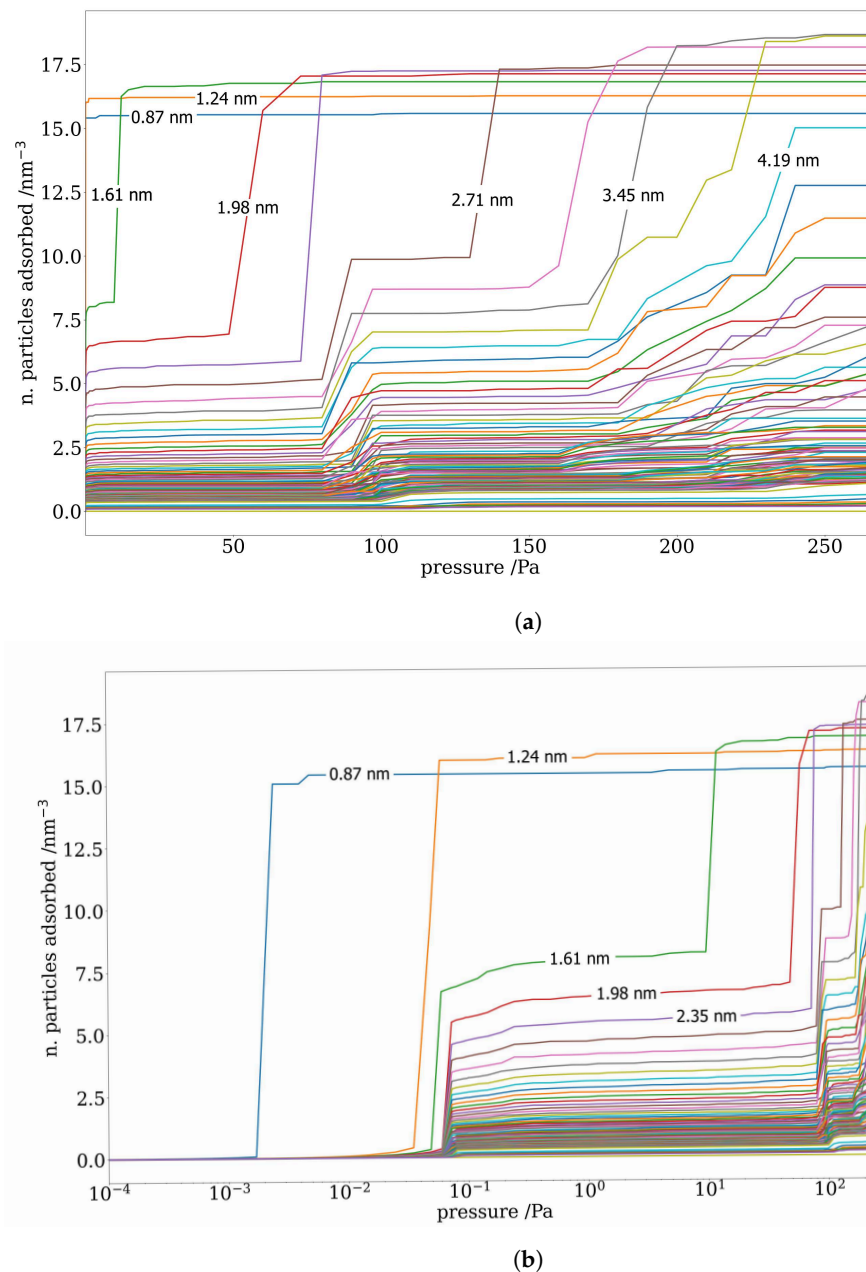 17.5
15.0
12.5
10.0
7.5
5.0
2.5
0.0
n. particles adsorbed /nm⁻³
1.24 nm
0.87 nm
1.61 nm
1.98 nm
2.71 nm
3.45 nm
4.19 nm
50
100
150
200
250
pressure /Pa
(a)
17.5
15.0
12.5
10.0
7.5
5.0
2.5
0.0
n. particles adsorbed /nm⁻³
0.87 nm
1.24 nm
1.61 nm
1.98 nm
2.35 nm
10⁻⁴
10⁻³
10⁻²
10⁻¹
10⁰
10¹
10²
pressure /Pa
(b)